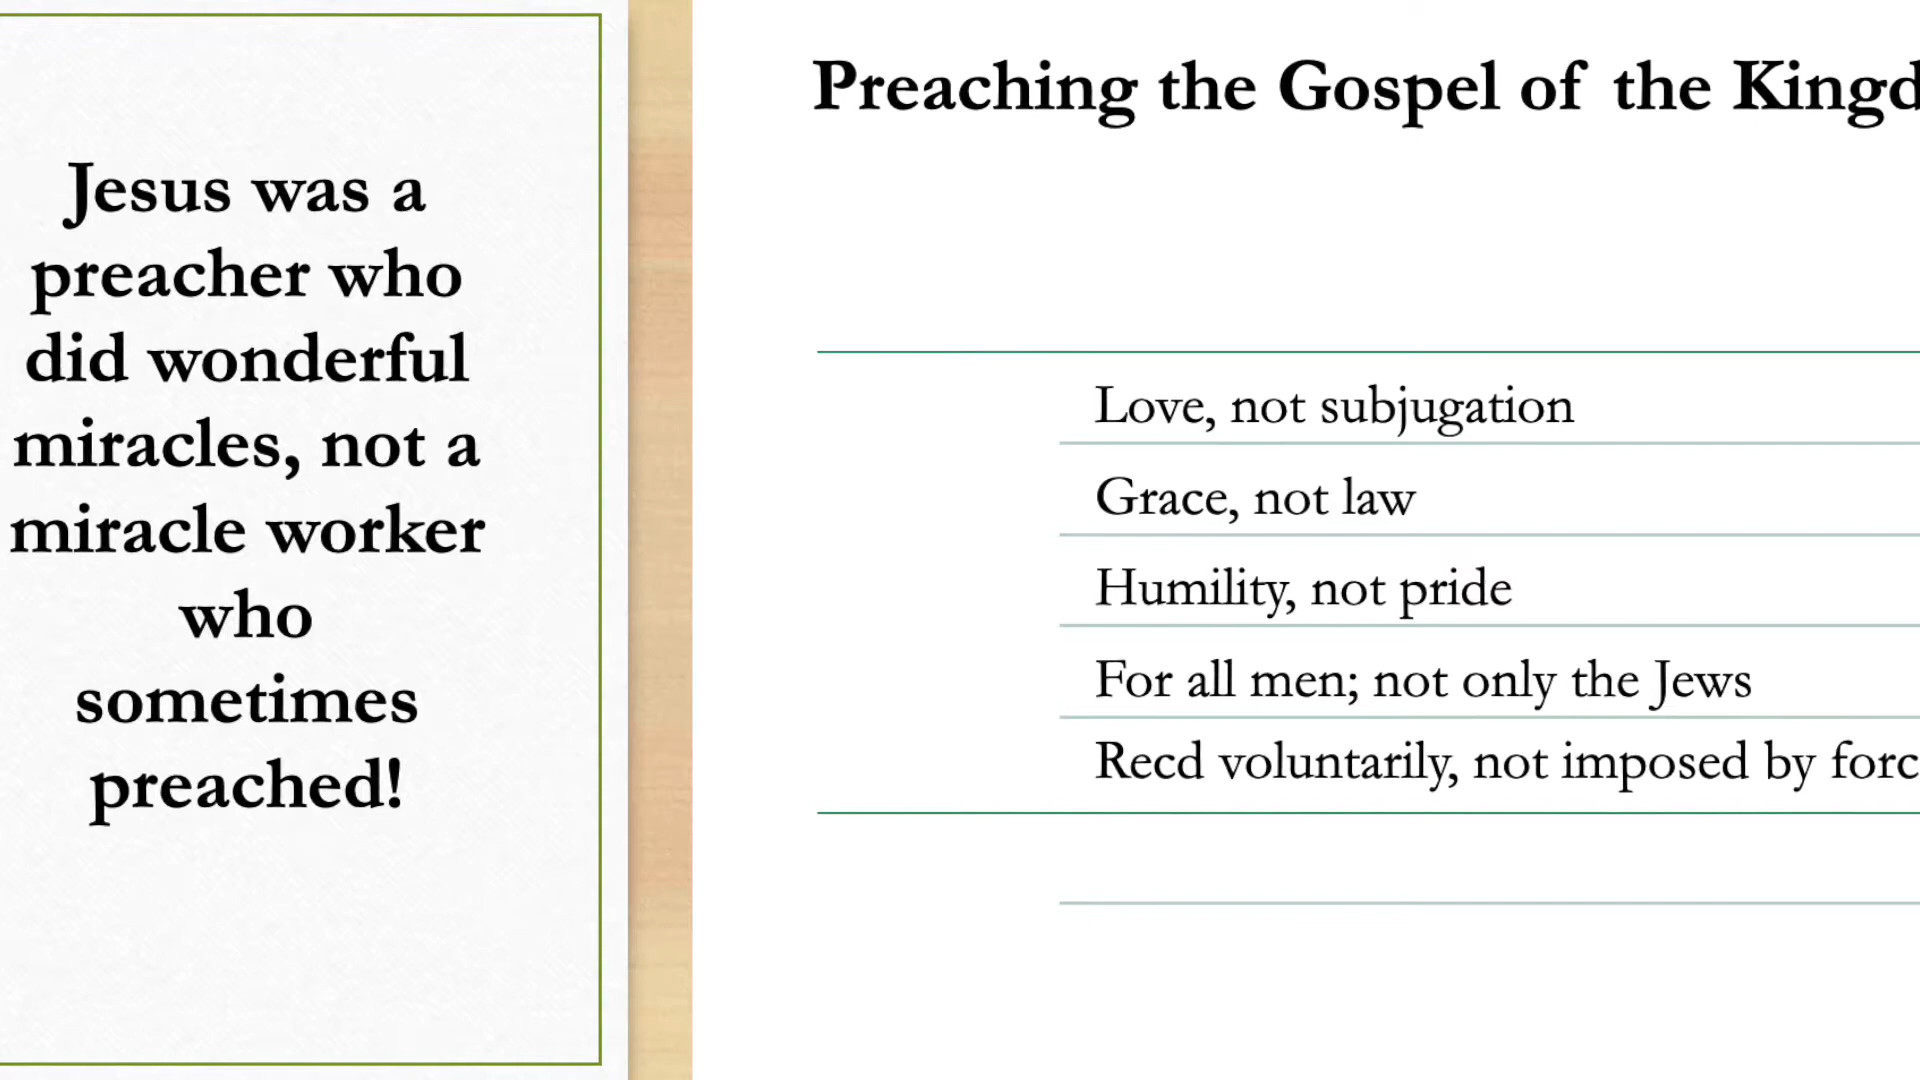 Jesus was a
preacher who
did wonderful
miracles, not a
miracle worker
who
sometimes
preached!
Preaching the Gospel of the Kingd
Love, not subjugation
Grace, not law
Humility, not pride
For all men; not only the Jews
Recd voluntarily, not imposed by forc